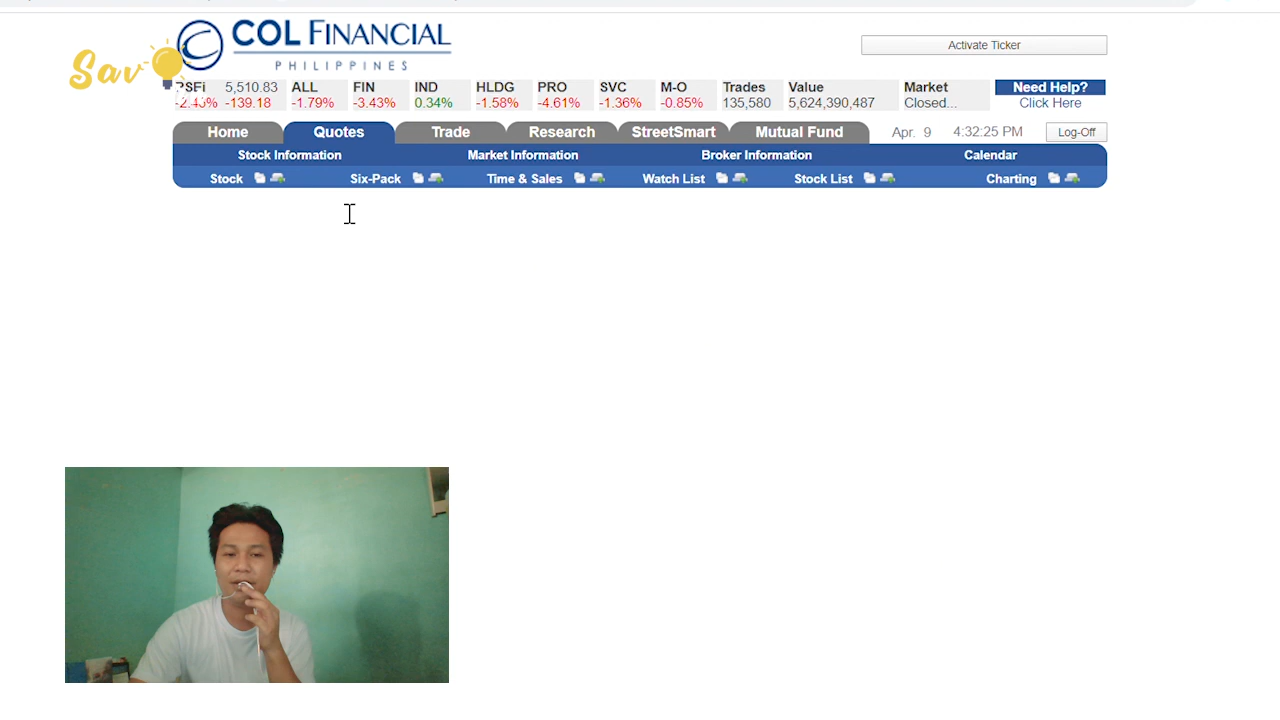 COL FINANCIAL
PHILIPPINES
Sav
Activate Ticker
PSEi 5,510.83 ALL FIN IND HLDG PRO SVC M-O Trades Value Market Need Help?
-2.45% -139.18 -1.79% -3.43% 0.34% -1.58% -4.61% -1.36% -0.85% 135,580 5,624,390,487 Closed... Click Here
Home Quotes Trade Research StreetSmart Mutual Fund Apr. 9 4:32:25 PM Log-Off
Stock Information Market Information Broker Information Calendar
Stock Six-Pack Time & Sales Watch List Stock List Charting